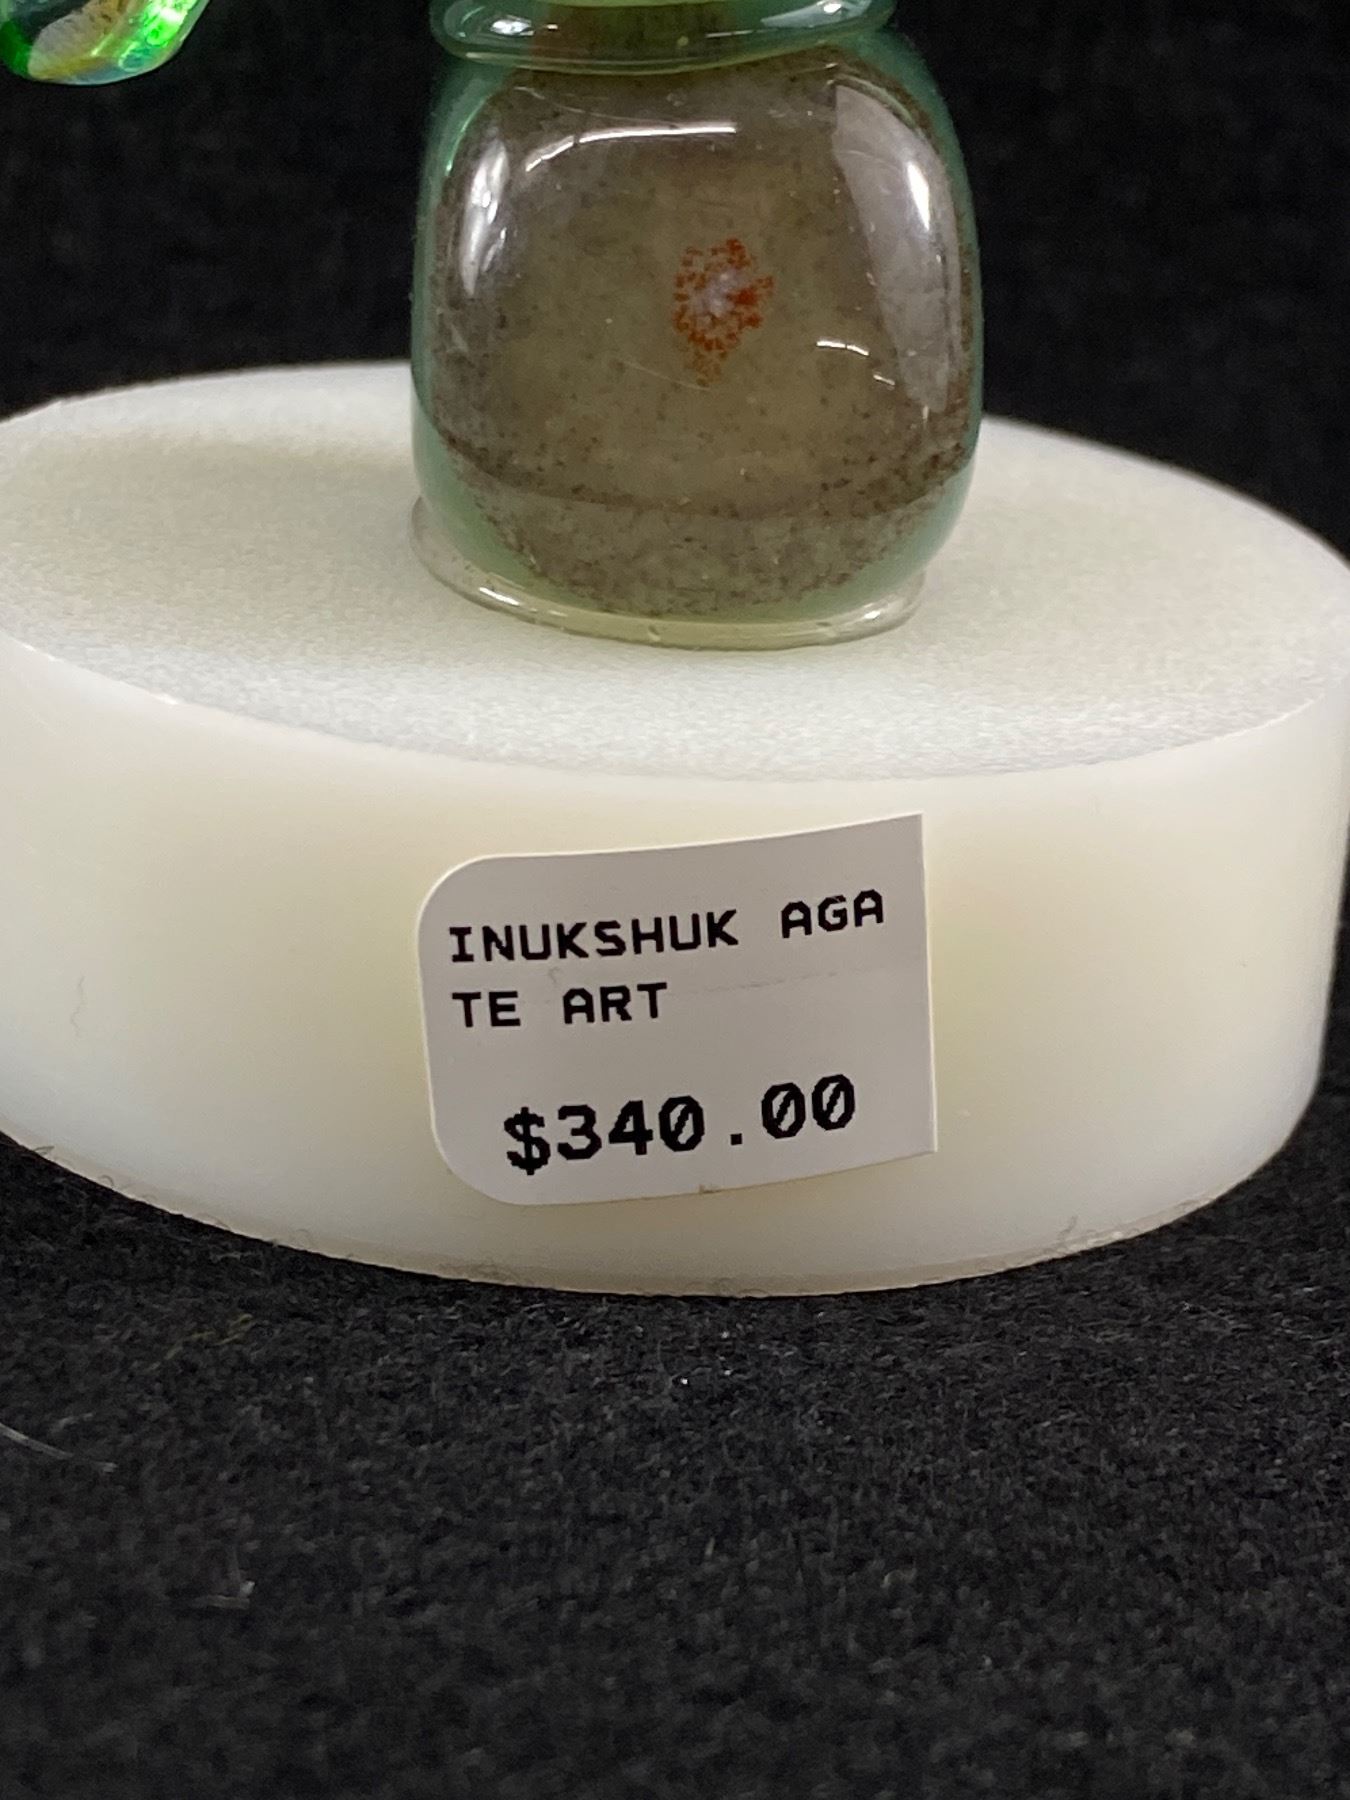 INUKSHUK AGA
TE ART
$340.00